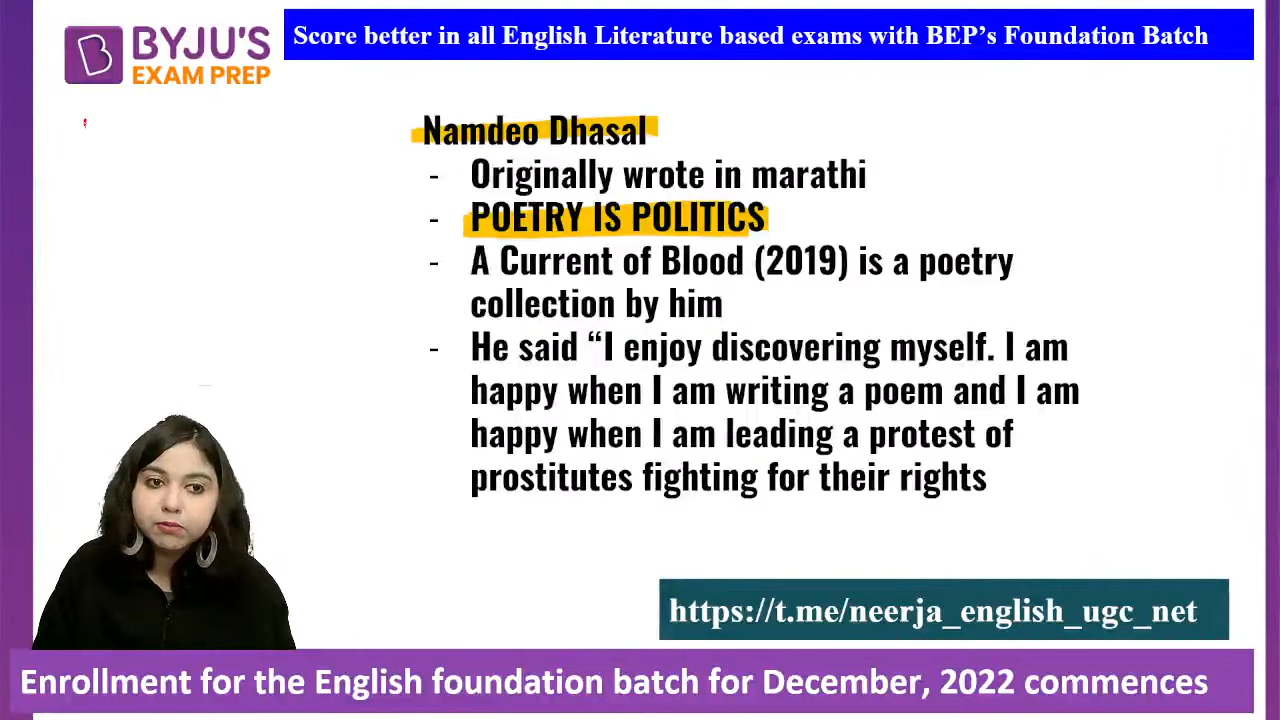 BYJU'S
EXAM PREP
Score better in all English Literature based exams with BEP's Foundation Batch
Namdeo Dhasal
- Originally wrote in marathi
- POETRY IS POLITICS
- A Current of Blood (2019) is a poetry
collection by him
- He said “I enjoy discovering myself. I am
happy when I am writing a poem and I am
happy when I am leading a protest of
prostitutes fighting for their rights
https://t.me/neerja_english_ugc_net
Enrollment for the English foundation batch for December, 2022 commences